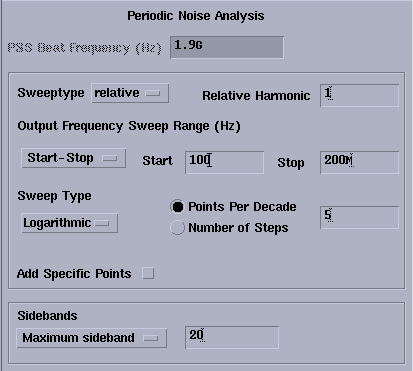 Periodic Noise Analysis
PSS Beat Frequency (Hz) 1.9G
Sweeptype relative Relative Harmonic 1
Output Frequency Sweep Range (Hz)
Start-Stop Start 100 Stop 200M
Sweep Type
Logarithmic Points Per Decade 5
Number of Steps
Add Specific Points
Sidebands
Maximum sideband 20